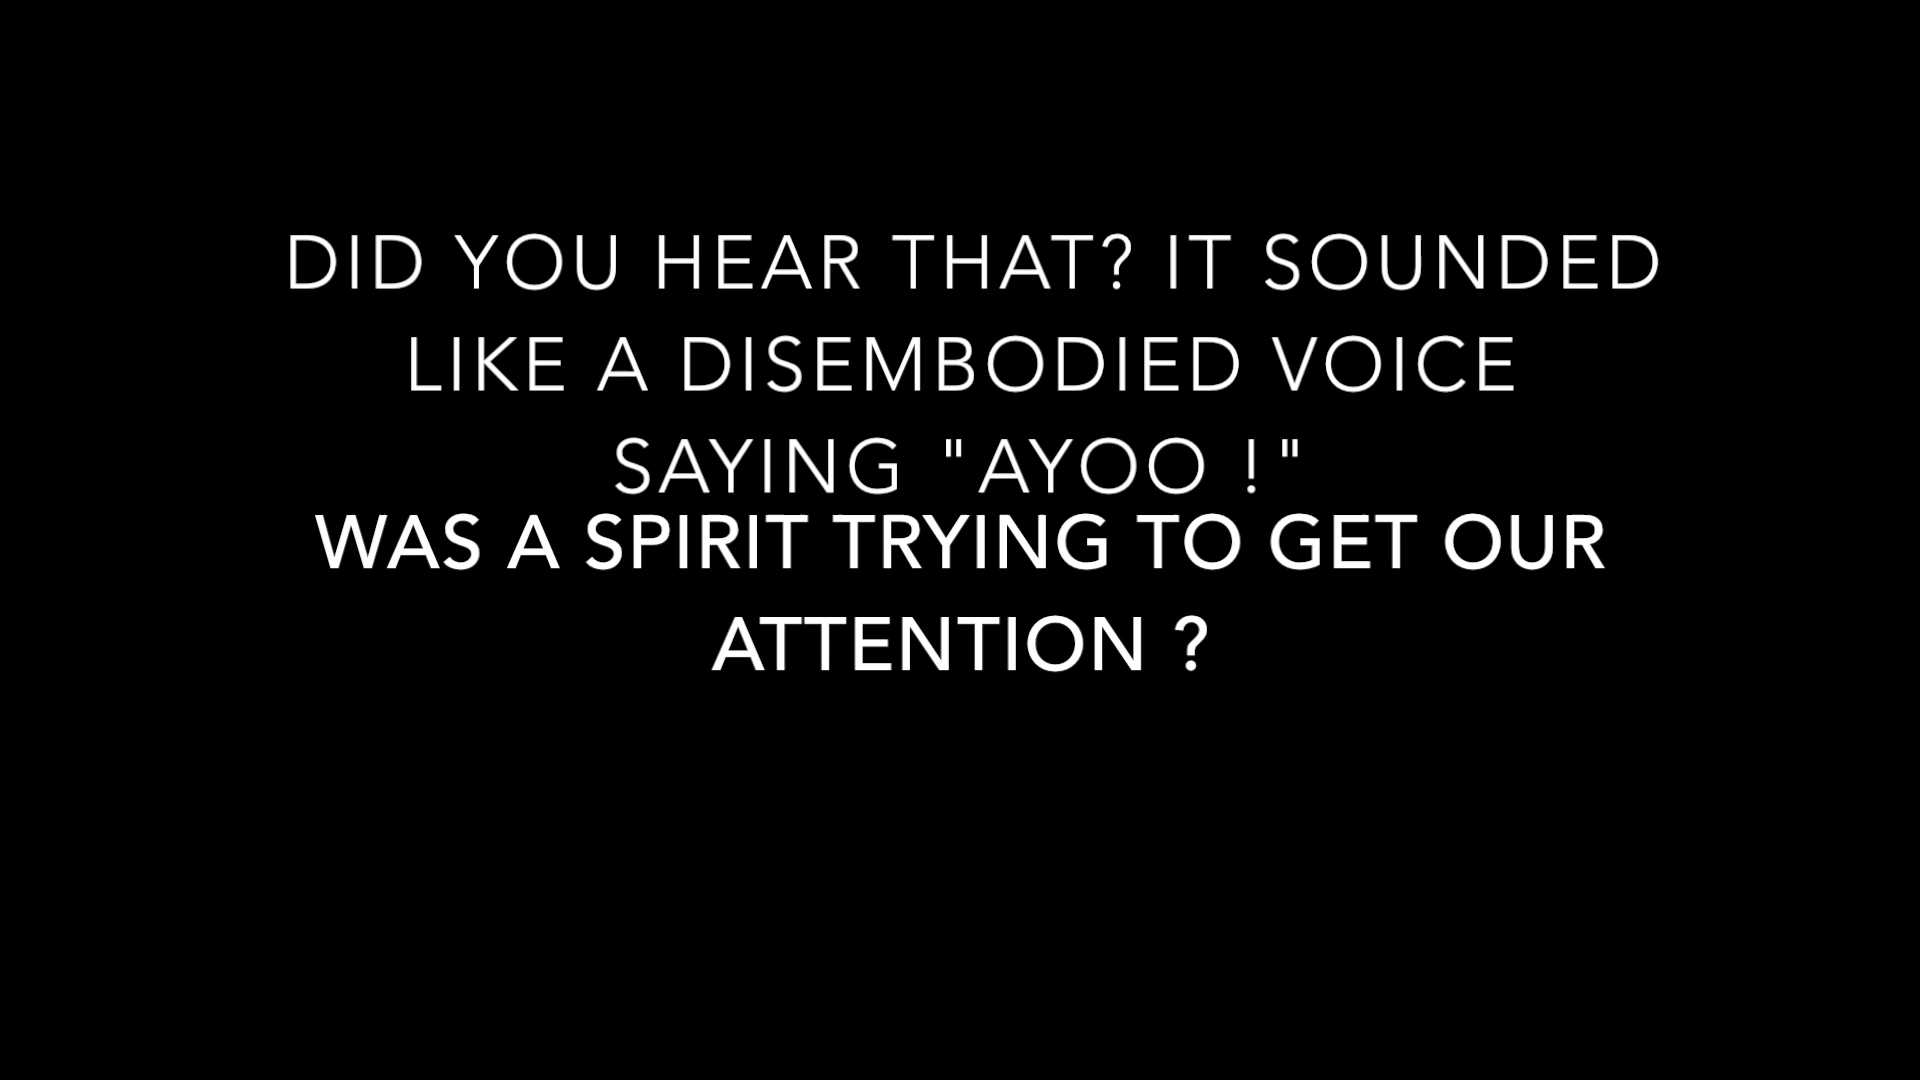 DID YOU HEAR THAT? IT SOUNDED
LIKE A DISEMBODIED VOICE
SAYING "AYOO !"
WAS A SPIRIT TRYING TO GET OUR
ATTENTION ?